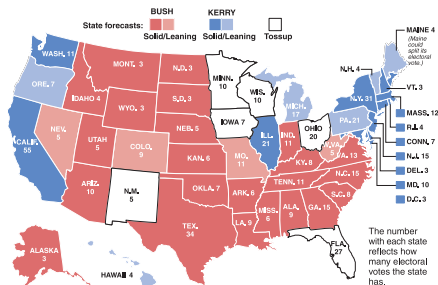 State forecasts:
BUSH
Solid/Leaning
KERRY
Solid/Leaning
Tossup
MAINE 4
(Maine
could
split its
electoral
vote.)
WASH. 11
MONT. 3
N.D. 3
MINN.
10
N.H. 4
VT. 3
ORE. 7
IDAHO 4
S.D. 3
WIS.
10
MICH.
17
N.Y. 31
MASS. 12
WYO. 3
IOWA 7
PA. 21
R.I. 4
NEV. 5
NEB. 5
OHIO
20
CONN. 7
CALIF.
55
UTAH
5
COLO.
9
ILL.
21
IND.
11
W.VA.
5
VA. 13
N.J. 15
KAN. 6
MO. 11
KY. 8
DEL. 3
ARIZ.
10
N.M.
5
OKLA. 7
ARK. 6
TENN. 11
N.C. 15
MD. 10
S.C. 8
D.C. 3
TEX.
34
LA. 9
MISS.
6
ALA.
9
GA. 15
ALASKA
3
HAWAII 4
FLA.
27
The number
with each state
reflects how
many electoral
votes the state
has.